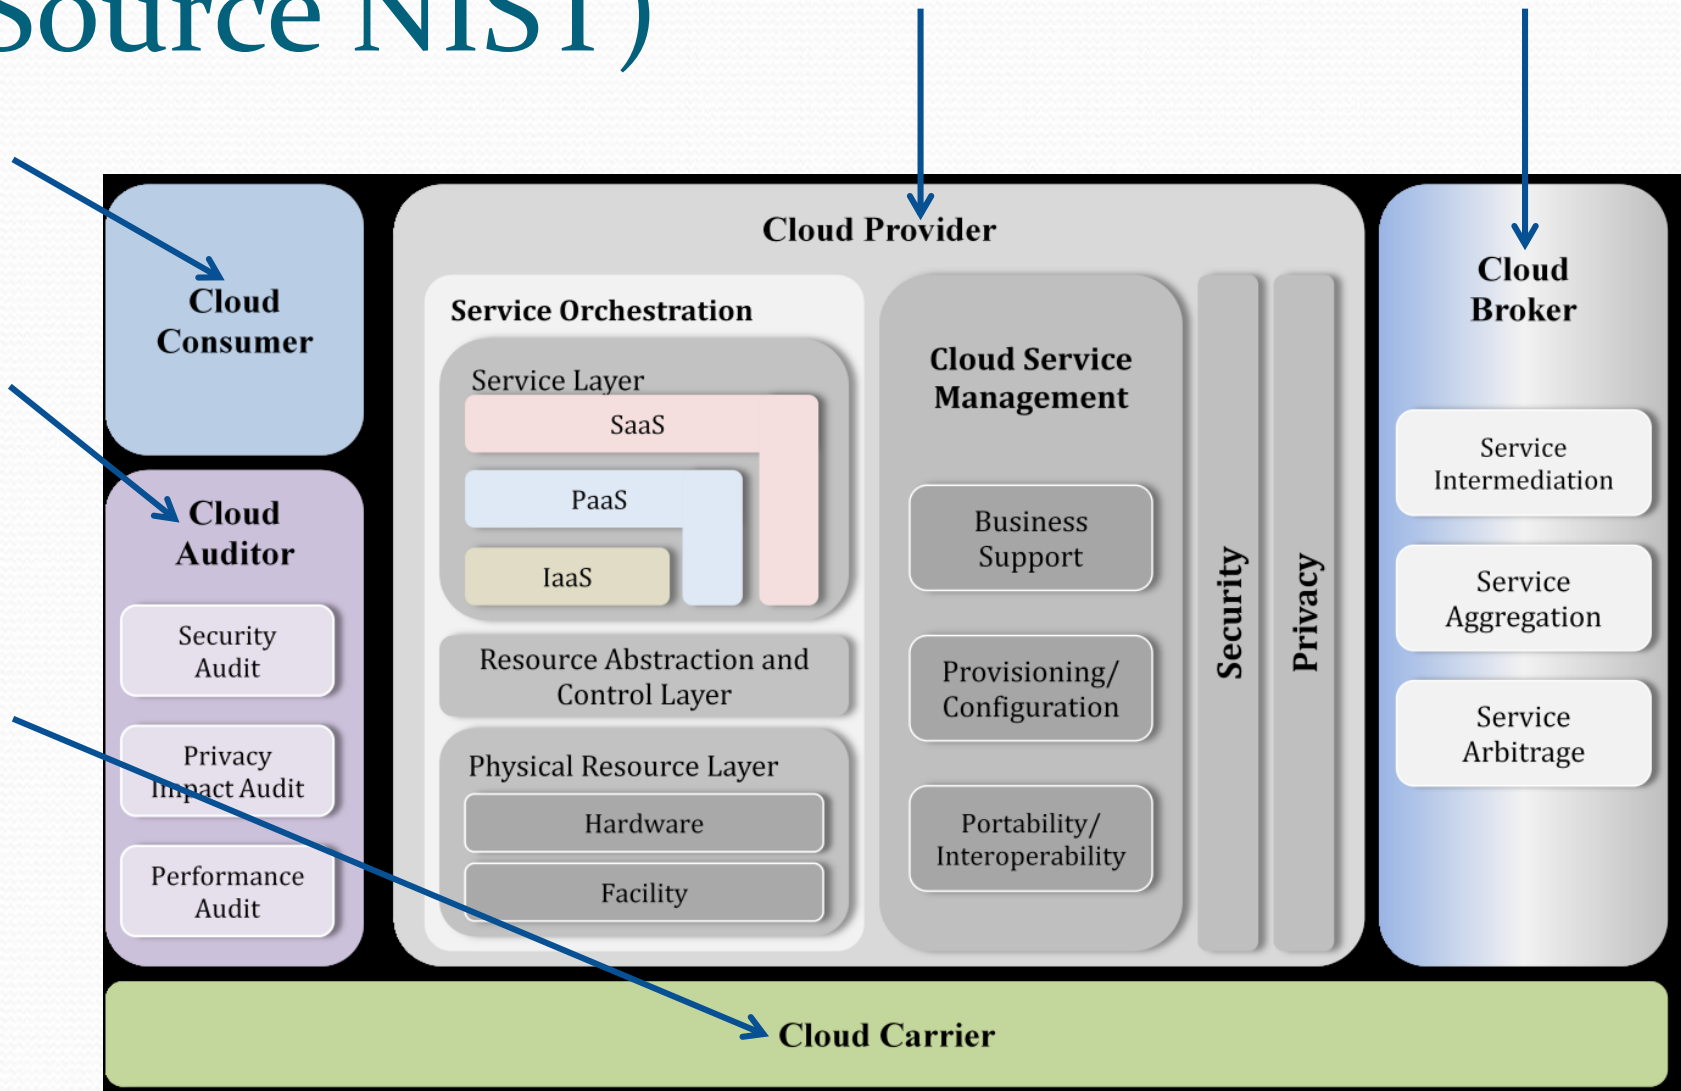 Source NIST)
Cloud
Consumer
Cloud
Auditor
Security
Audit
Privacy
Impact Audit
Performance
Audit
Cloud Provider
Service Orchestration
Service Layer
SaaS
PaaS
IaaS
Resource Abstraction and
Control Layer
Physical Resource Layer
Hardware
Facility
Cloud Service
Management
Business
Support
Provisioning/
Configuration
Portability/
Interoperability
Security
Privacy
Cloud
Broker
Service
Intermediation
Service
Aggregation
Service
Arbitrage
Cloud Carrier